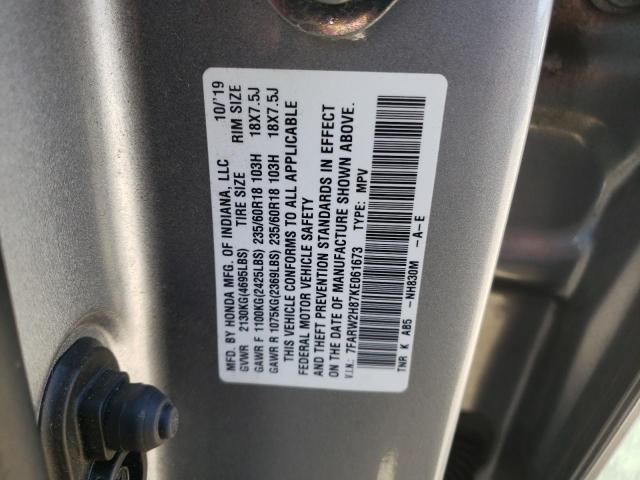 MFD. BY HONDA MFG. OF INDIANA, LLC 10/'19
GVWR 2130KG(4695LBS) TIRE SIZE RIM SIZE
GAWR F 1100KG(2425LBS) 235/60R18 103H 18X7.5J
GAWR R 1075KG(2369LBS) 235/60R18 103H 18X7.5J
THIS VEHICLE CONFORMS TO ALL APPLICABLE
FEDERAL MOTOR VEHICLE SAFETY
AND THEFT PREVENTION STANDARDS IN EFFECT
ON THE DATE OF MANUFACTURE SHOWN ABOVE.
V.I.N.: 7FARW2H87KE061673 TYPE: MPV
TNR K A85 -NH830M -A-E